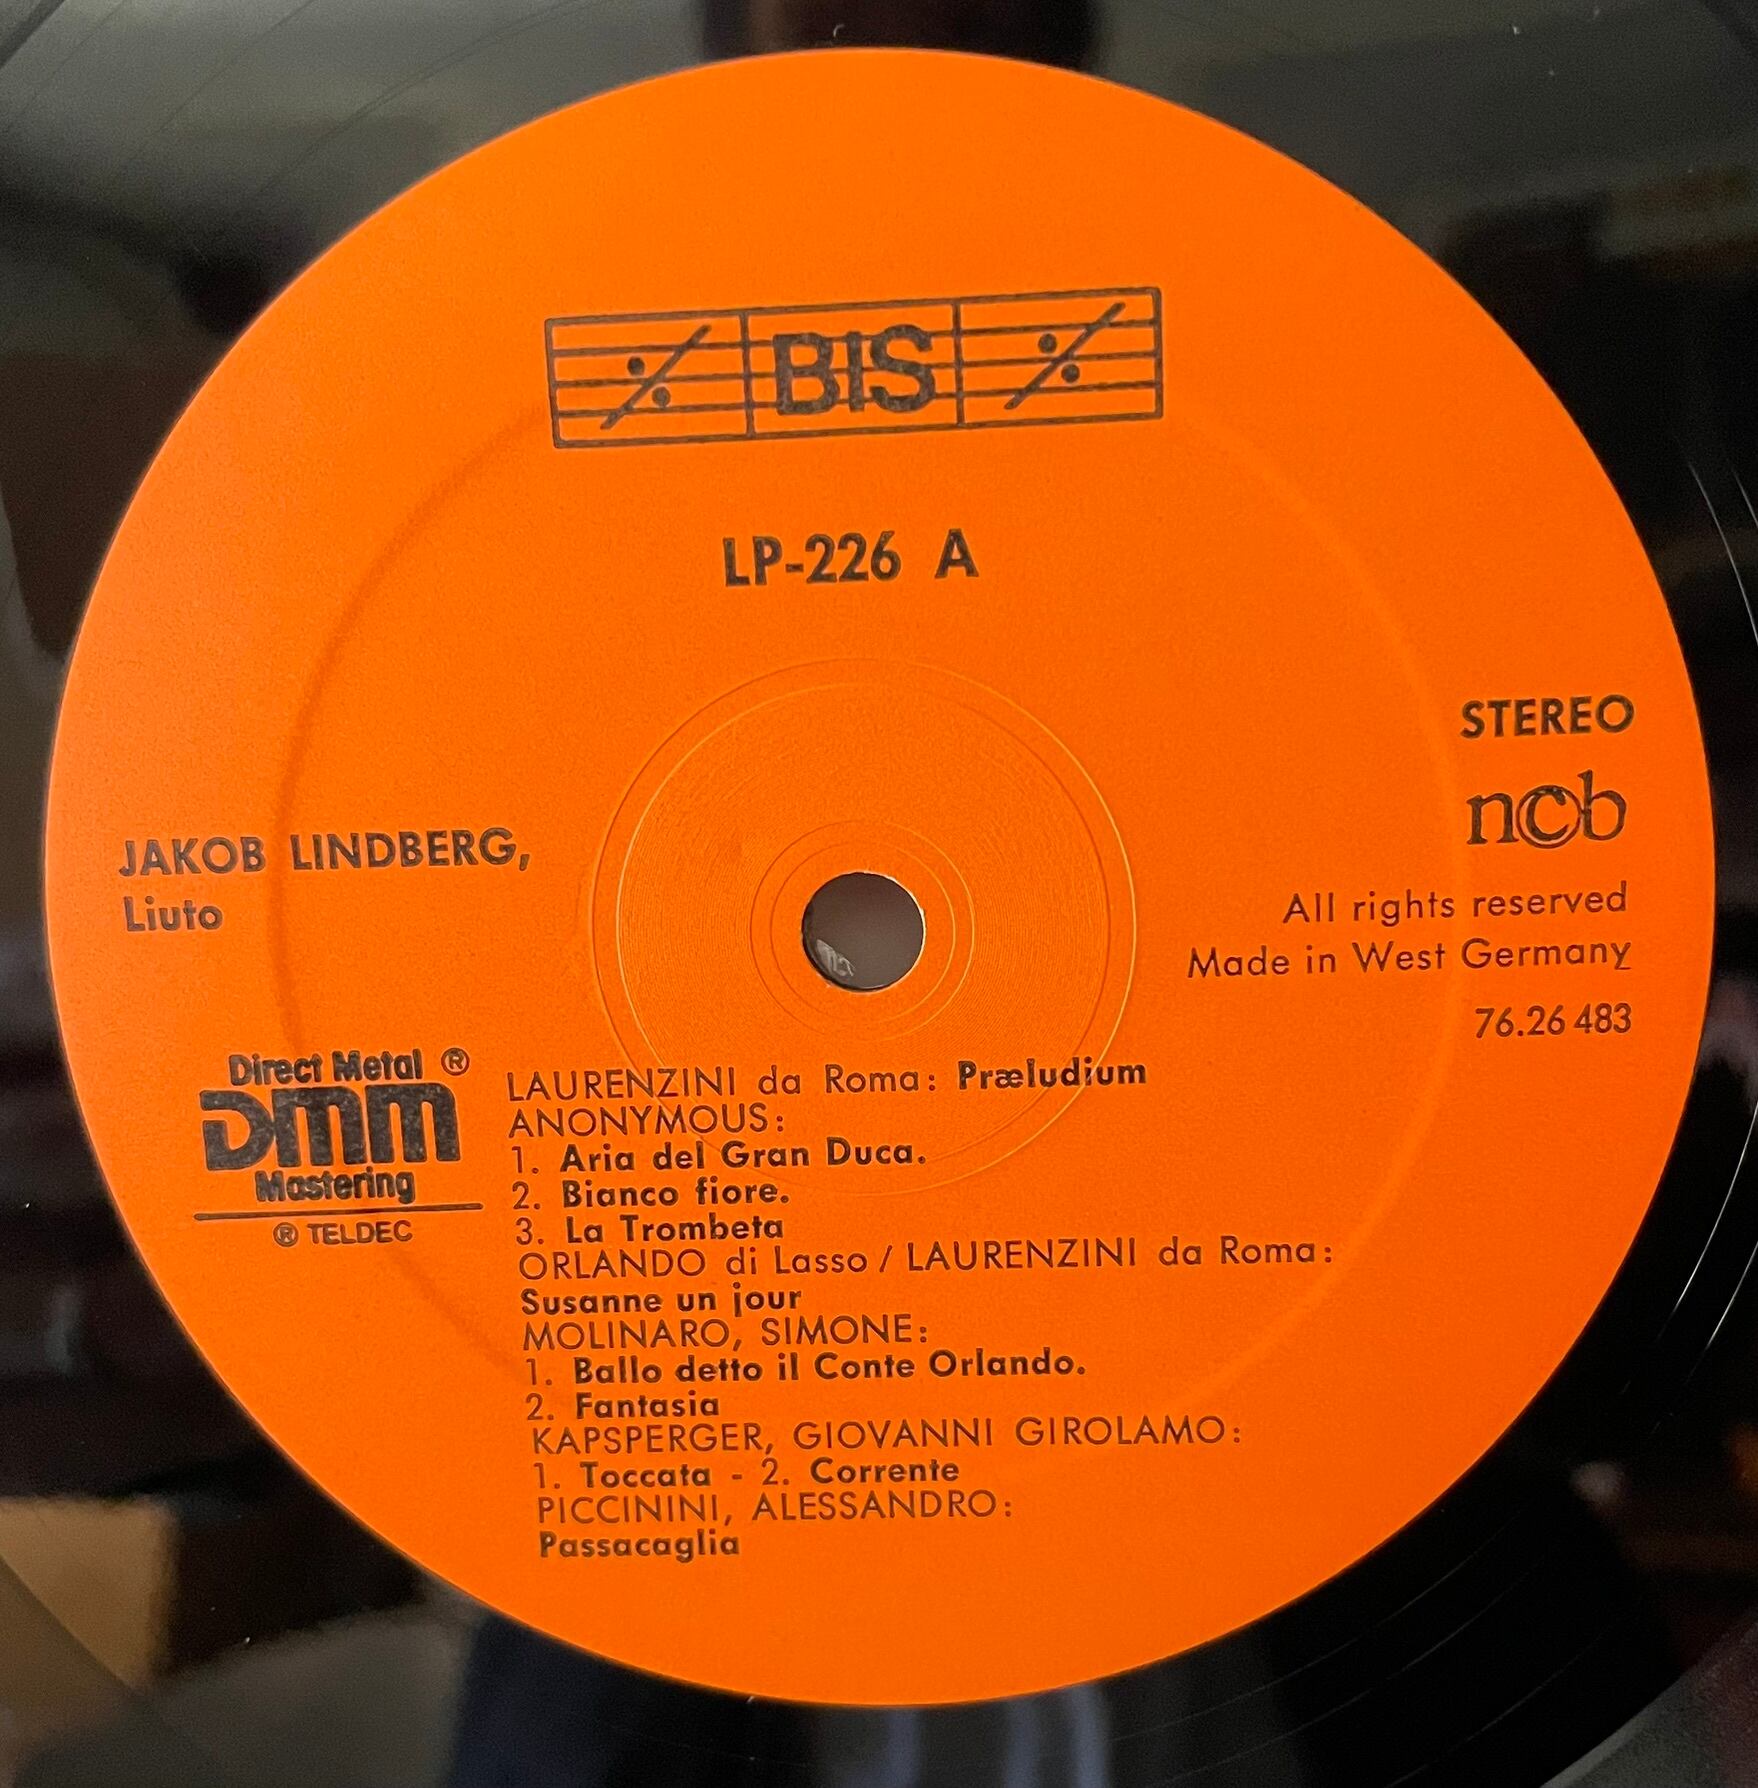 BIS
LP-226 A
STEREO
ncb
JAKOB LINDBERG,
Liuto
All rights reserved
Made in West Germany
76.26 483
Direct Metal ®
DMM
Mastering
® TELDEC
LAURENZINI da Roma: Præludium
ANONYMOUS:
1. Aria del Gran Duca.
2. Bianco fiore.
3. La Trombeta
ORLANDO di Lasso / LAURENZINI da Roma:
Susanne un jour
MOLINARO, SIMONE:
1. Ballo detto il Conte Orlando.
2. Fantasia
KAPSPERGER, GIOVANNI GIROLAMO:
1. Toccata - 2. Corrente
PICCININI, ALESSANDRO:
Passacaglia